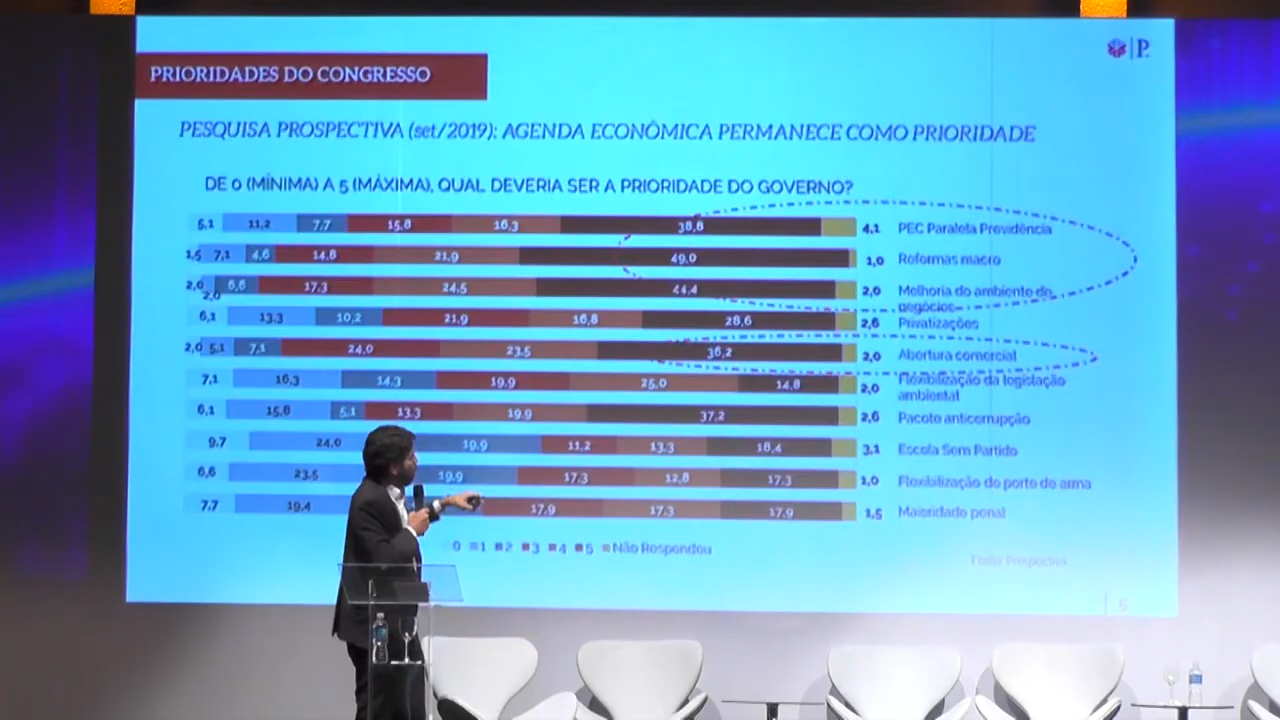 P
PRIORIDADES DO CONGRESSO
PESQUISA PROSPECTIVA (set/2019): AGENDA ECONÔMICA PERMANECE COMO PRIORIDADE
DE 0 (MÍNIMA) A 5 (MÁXIMA), QUAL DEVERIA SER A PRIORIDADE DO GOVERNO?
5,1 11,2 7,7 15,8 16,3 38,8 4,1 PEC Paralela Previdência
1,5 7,1 4,6 14,8 21,9 49,0 1,0 Reformas macro
2,0 2,0 6,6 17,3 24,5 44,4 2,0 Melhoria do ambiente de
negócios
6,1 13,3 10,2 21,9 16,8 28,6 2,6 Privatizações
2,0 5,1 7,1 24,0 23,5 36,2 2,0 Abertura comercial
7,1 16,3 14,3 19,9 25,0 14,8 2,0 Flexibilização da legislação
ambiental
6,1 15,8 5,1 13,3 19,9 37,2 2,6 Pacote anticorrupção
9,7 24,0 19,9 11,2 13,3 18,4 3,1 Escola Sem Partido
6,6 23,5 19,9 17,3 12,8 17,3 1,0 Flexibilização do porte de arma
7,7 19,4 17,9 17,3 17,9 1,5 Maioridade penal
0 1 2 3 4 5 Não Respondeu
Fonte: Prospectiva
5